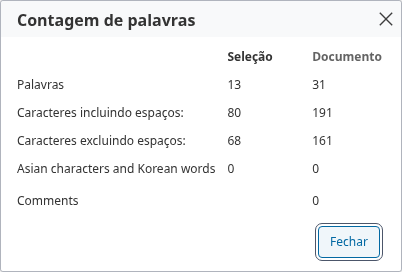 Contagem de palavras
Seleção Documento
Palavras 13 31
Caracteres incluindo espaços: 80 191
Caracteres excluindo espaços: 68 161
Asian characters and Korean words 0 0
Comments 0
Fechar